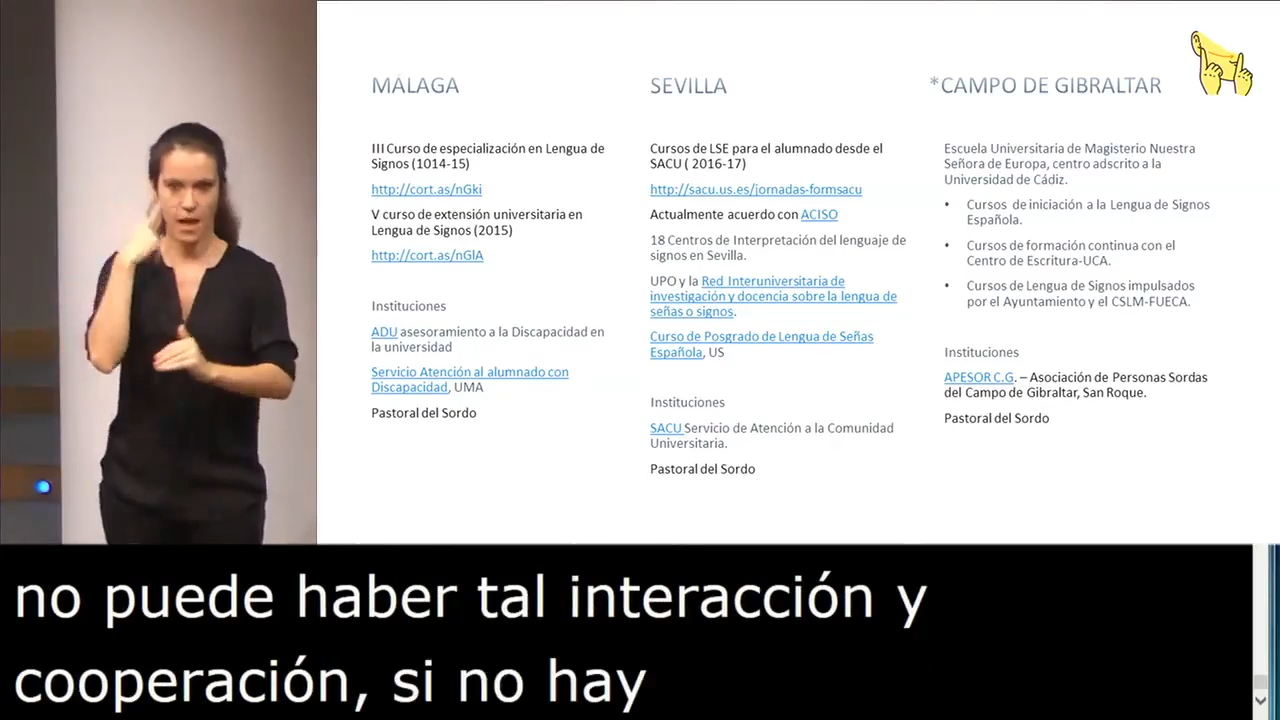 MÁLAGA
III Curso de especialización en Lengua de
Signos (1014-15)
http://cort.as/nGki
V curso de extensión universitaria en
Lengua de Signos (2015)
http://cort.as/nGlA
Instituciones
ADU asesoramiento a la Discapacidad en
la universidad
Servicio Atención al alumnado con
Discapacidad, UMA
Pastoral del Sordo
SEVILLA
Cursos de LSE para el alumnado desde el
SACU ( 2016-17)
http://sacu.us.es/jornadas-formsacu
Actualmente acuerdo con ACISO
18 Centros de Interpretación del lenguaje de
signos en Sevilla.
UPO y la Red Interuniversitaria de
investigación y docencia sobre la lengua de
señas o signos.
Curso de Posgrado de Lengua de Señas
Española, US
Instituciones
SACU Servicio de Atención a la Comunidad
Universitaria.
Pastoral del Sordo
*CAMPO DE GIBRALTAR
Escuela Universitaria de Magisterio Nuestra
Señora de Europa, centro adscrito a la
Universidad de Cádiz.
• Cursos de iniciación a la Lengua de Signos
Española.
• Cursos de formación continua con el
Centro de Escritura-UCA.
• Cursos de Lengua de Signos impulsados
por el Ayuntamiento y el CSLM-FUECA.
Instituciones
APESOR C.G. – Asociación de Personas Sordas
del Campo de Gibraltar, San Roque.
Pastoral del Sordo
no puede haber tal interacción y
cooperación, si no hay